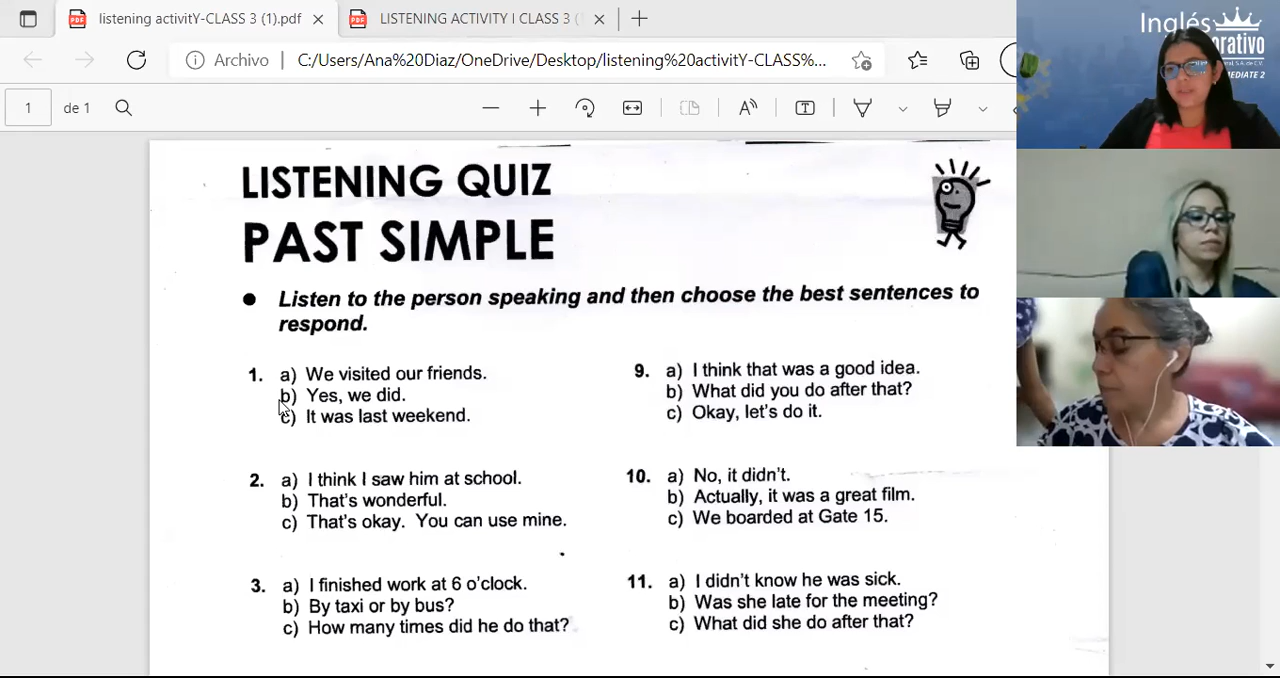 listening activitY-CLASS 3 (1).pdf
LISTENING ACTIVITY I CLASS 3 (
Archivo
C:/Users/Ana%20Diaz/OneDrive/Desktop/listening%20activitY-CLASS%...
1
de 1
Inglés
LISTENING QUIZ
PAST SIMPLE
● Listen to the person speaking and then choose the best sentences to
respond.
1. a) We visited our friends.
b) Yes, we did.
c) It was last weekend.
2. a) I think I saw him at school.
b) That's wonderful.
c) That's okay. You can use mine.
3. a) I finished work at 6 o'clock.
b) By taxi or by bus?
c) How many times did he do that?
9. a) I think that was a good idea.
b) What did you do after that?
c) Okay, let's do it.
10. a) No, it didn't.
b) Actually, it was a great film.
c) We boarded at Gate 15.
11. a) I didn't know he was sick.
b) Was she late for the meeting?
c) What did she do after that?